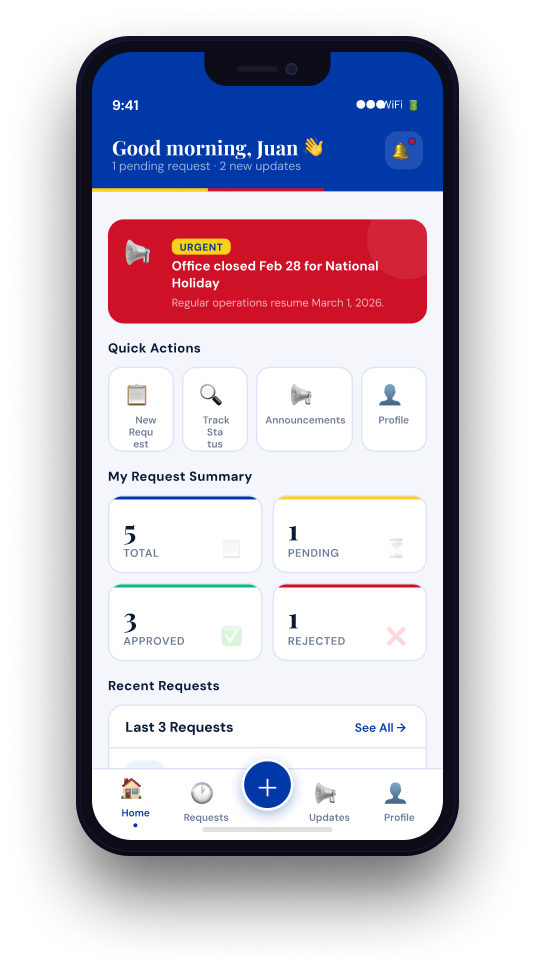 9:41
WiFi
Good morning, Juan 👋
1 pending request · 2 new updates
URGENT
Office closed Feb 28 for National
Holiday
Regular operations resume March 1, 2026.
Quick Actions
New
Requ
est
Track
Sta
tus
Announcements
Profile
My Request Summary
5
TOTAL
1
PENDING
3
APPROVED
1
REJECTED
Recent Requests
Last 3 Requests
See All →
Home
Requests
+
Updates
Profile